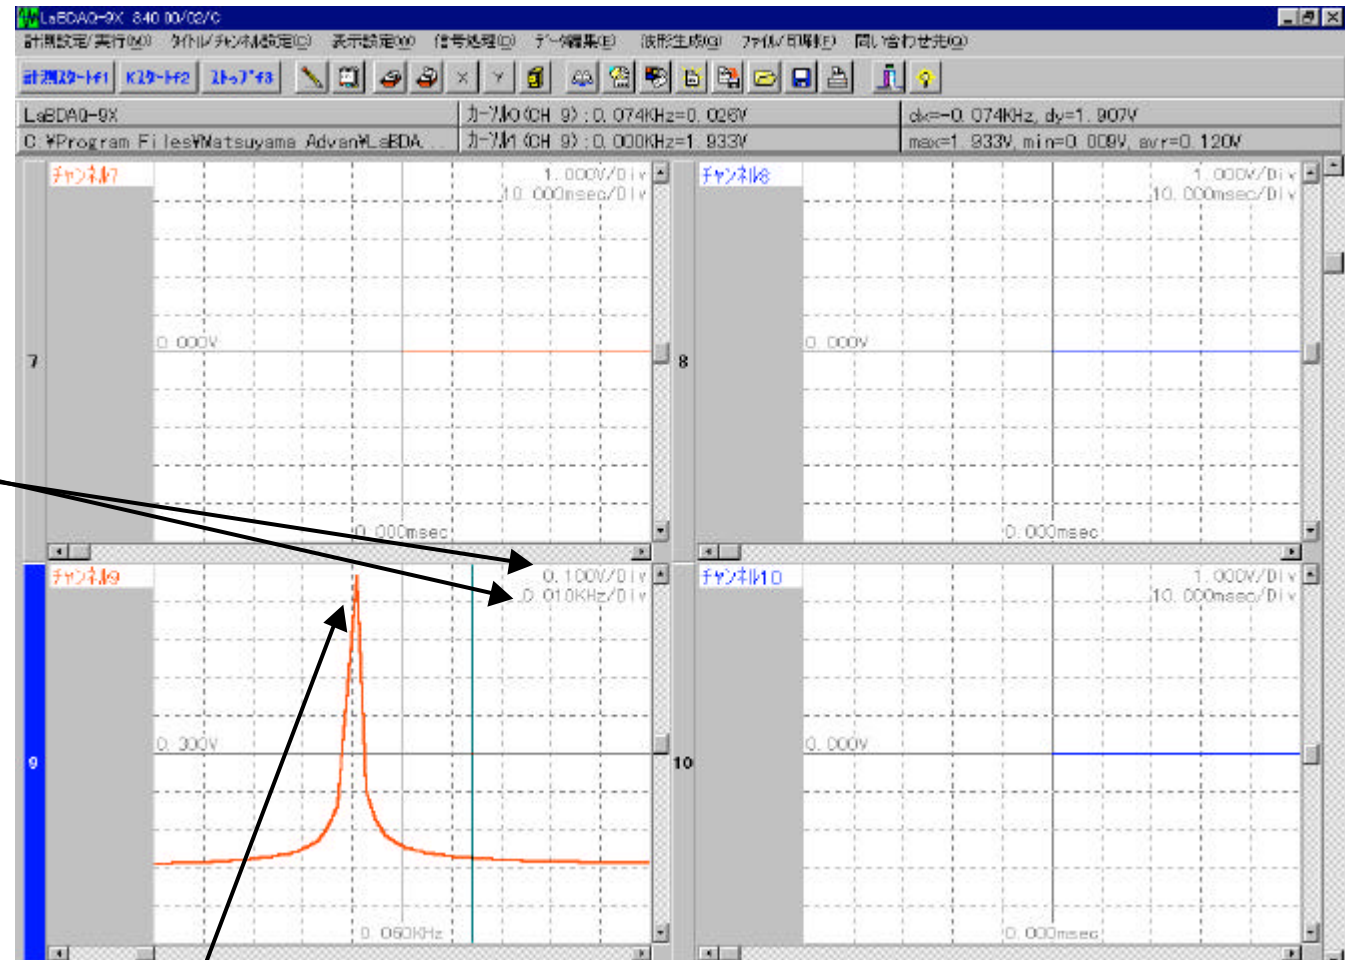 LaBDAQ-9X 840 00/02/C
計測設定/実行(M) ﾀｲﾄﾙ/ﾁｬﾝﾈﾙ設定(C) 表示設定(W) 信号処理(D) ﾃﾞｰﾀ編集(E) 波形生成(G) ﾌｧｲﾙ/印刷(F) 問い合わせ先(Q)
計測ｽﾀｰﾄf1 Kｽﾀｰﾄf2 ｽﾄｯﾌﾟf3
LaBDAQ-9X ｶｰｿﾙ0(CH 9):0.074KHz=0.026V dx=-0.074KHz, dy=1.907V
C:¥Program Files¥Matsuyama Advan¥LaBDA... ｶｰｿﾙ1(CH 9):0.000KHz=1.933V max=1.933V, min=0.009V, avr=0.120V
ﾁｬﾝﾈﾙ7 1.000V/Div
10.000msec/Div
0.000V
7
0.000msec
ﾁｬﾝﾈﾙ8 1.000V/Div
10.000msec/Div
0.000V
8
0.000msec
ﾁｬﾝﾈﾙ9 0.100V/Div
0.010KHz/Div
0.300V
9
0.060KHz
ﾁｬﾝﾈﾙ10 1.000V/Div
10.000msec/Div
0.000V
10
0.000msec